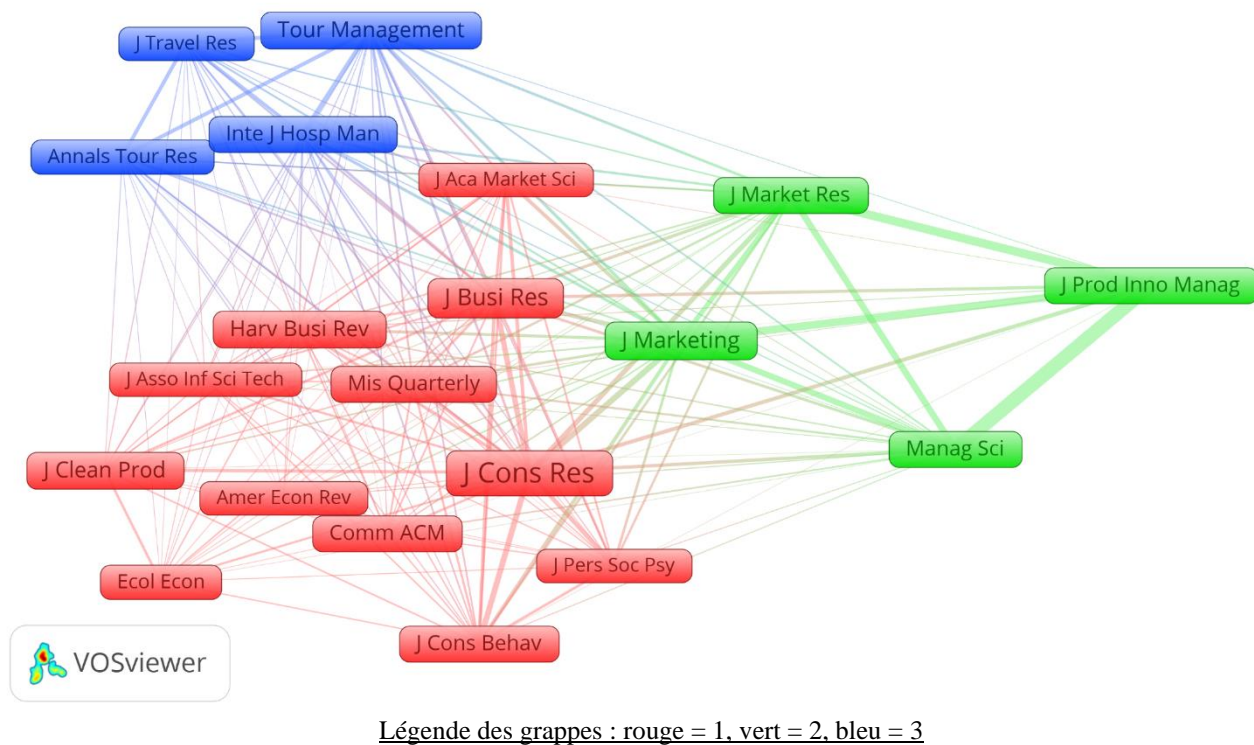 Tour Management
J Travel Res
Inte J Hosp Man
Annals Tour Res
J Aca Market Sci
J Market Res
J Prod Inno Manag
J Busi Res
Harv Busi Rev
J Marketing
J Asso Inf Sci Tech
Mis Quarterly
Manag Sci
J Clean Prod
J Cons Res
Amer Econ Rev
Comm ACM
J Pers Soc Psy
Ecol Econ
J Cons Behav
VOSviewer
Légende des grappes : rouge = 1, vert = 2, bleu = 3